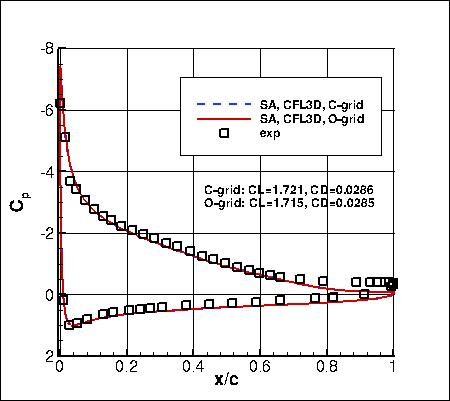 -8
-6
-4
-2
0
2
Cp
SA, CFL3D, C-grid
SA, CFL3D, O-grid
exp
C-grid: CL=1.721, CD=0.0286
O-grid: CL=1.715, CD=0.0285
0 0.2 0.4 0.6 0.8 1
x/c